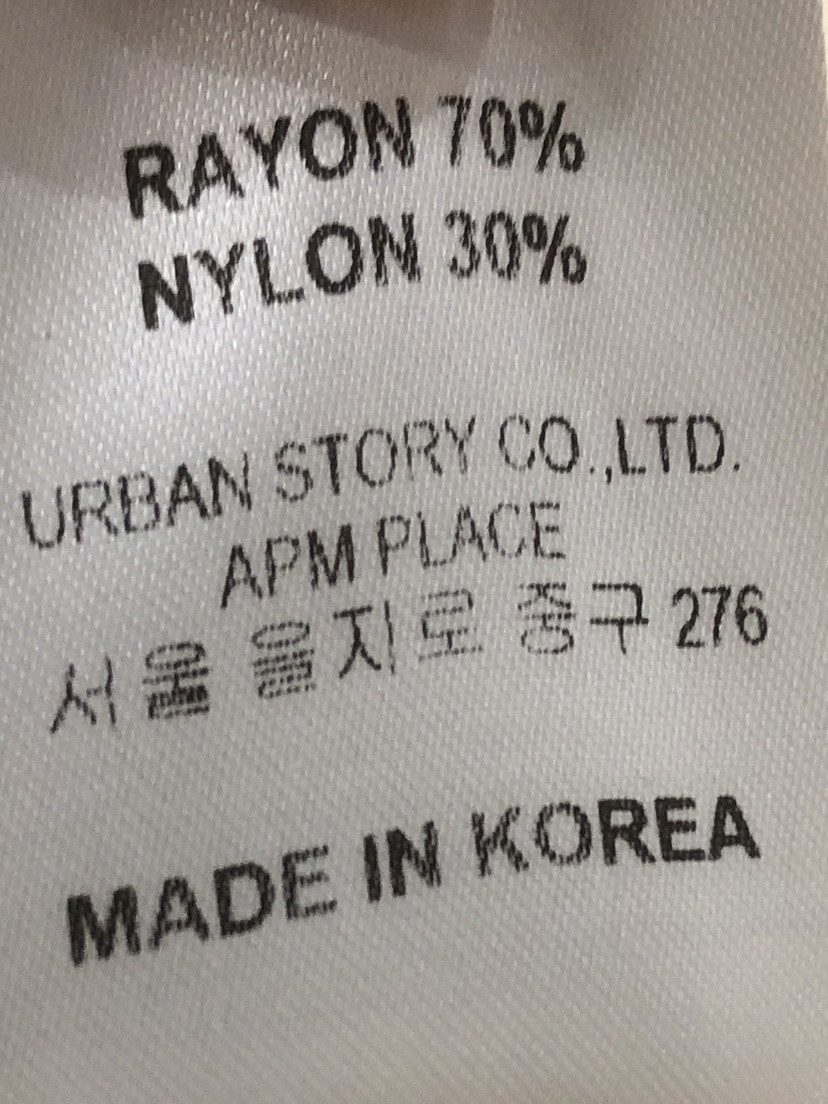 RAYON 70%
NYLON 30%
URBAN STORY CO.,LTD.
APM PLACE
서울 을지로 중구 276
MADE IN KOREA